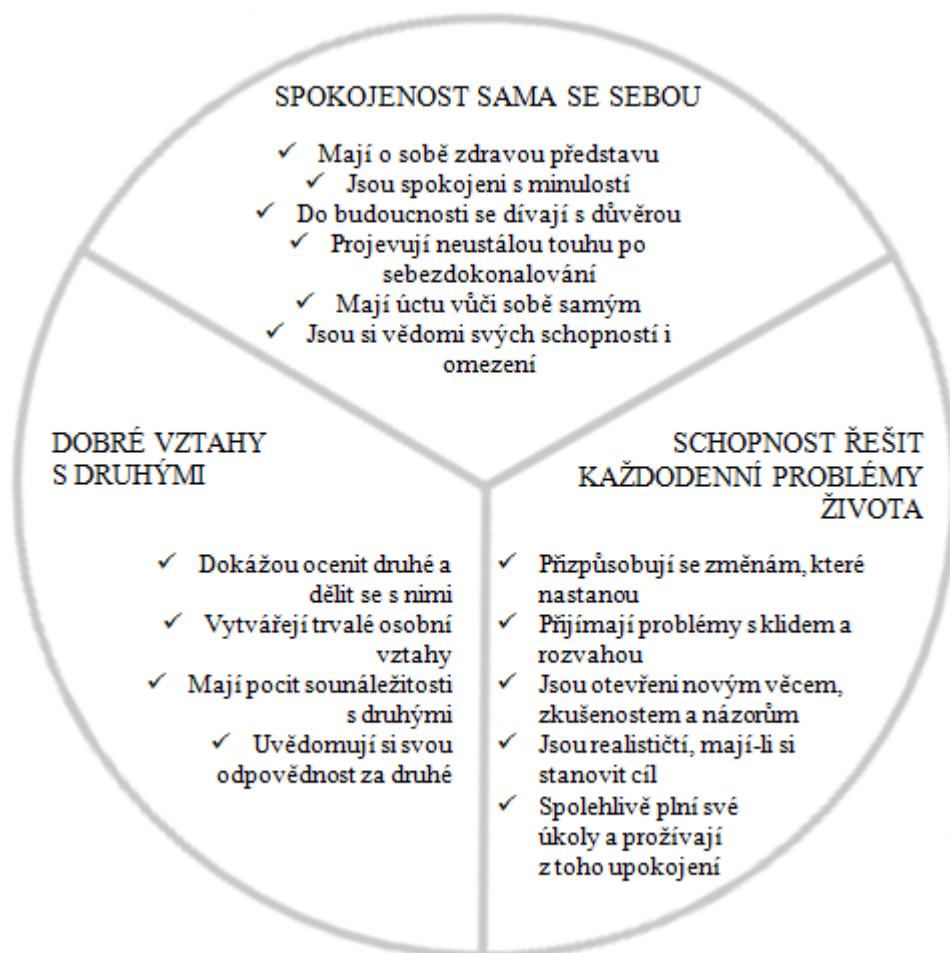 SPOKOJENOST SAMA SE SEBOU
✓ Mají o sobě zdravou představu
✓ Jsou spokojeni s minulostí
✓ Do budoucnosti se dívají s důvěrou
✓ Projevují neustálou touhu po
sebezdokonalování
✓ Mají úctu vůči sobě samým
✓ Jsou si vědomi svých schopností i
omezení
DOBRÉ VZTAHY
S DRUHÝMI
✓ Dokážou ocenit druhé a
dělit se s nimi
✓ Vytvářejí trvalé osobní
vztahy
✓ Mají pocit sounáležitosti
s druhými
✓ Uvědomují si svou
odpovědnost za druhé
SCHOPNOST ŘEŠIT
KAŽDODENNÍ PROBLÉMY
ŽIVOTA
✓ Přizpůsobují se změnám, které
nastanou
✓ Přijímají problémy s klidem a
rozvahou
✓ Jsou otevřeni novým věcem,
zkušenostem a názorům
✓ Jsou realističtí, mají-li si
stanovit cíl
✓ Spolehlivě plní své
úkoly a prožívají
z toho upokojení